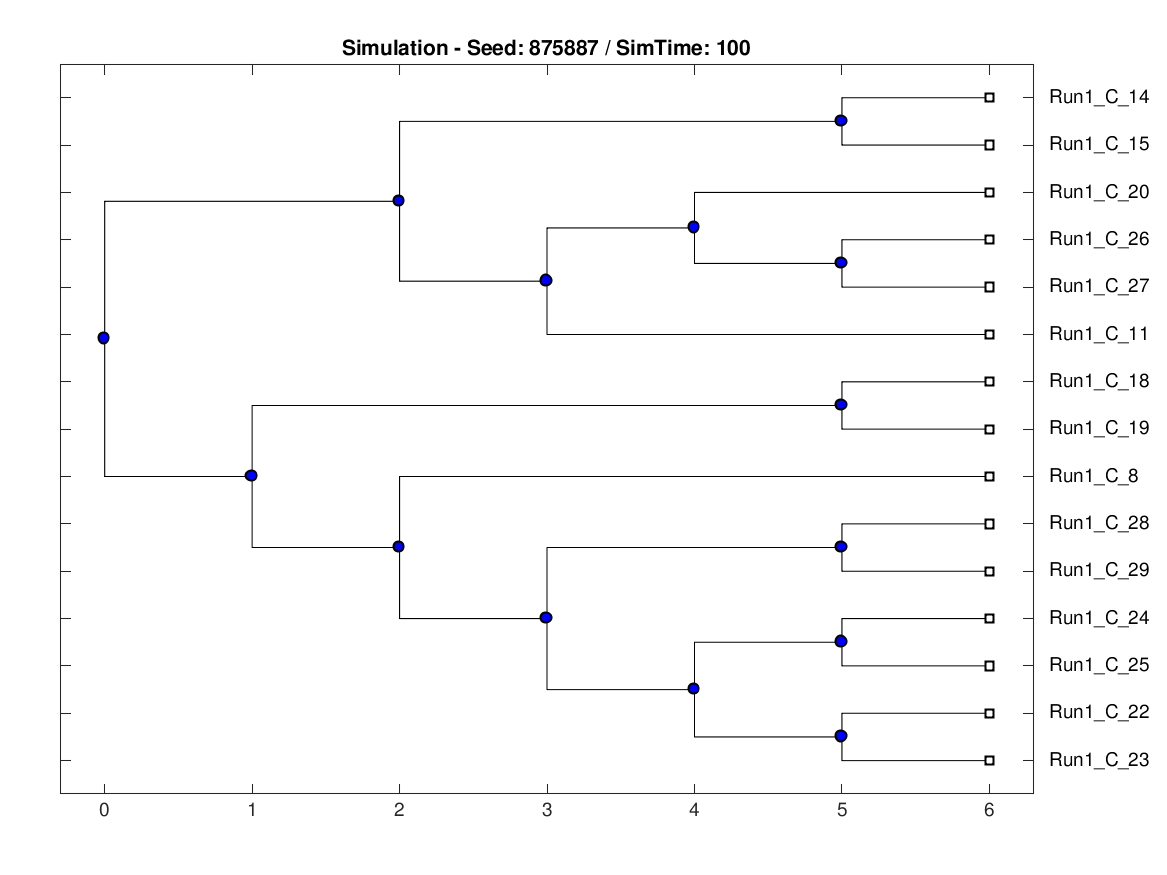 Simulation - Seed: 875887 / SimTime: 100
Run1_C_14
Run1_C_15
Run1_C_20
Run1_C_26
Run1_C_27
Run1_C_11
Run1_C_18
Run1_C_19
Run1_C_8
Run1_C_28
Run1_C_29
Run1_C_24
Run1_C_25
Run1_C_22
Run1_C_23
0 1 2 3 4 5 6